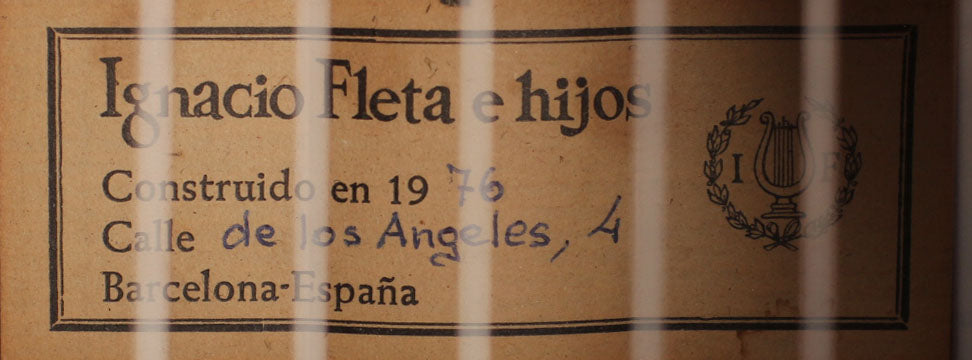 Ignacio Fleta e hijos
Construido en 1976
Calle de los Angeles, 4
Barcelona-España
I F